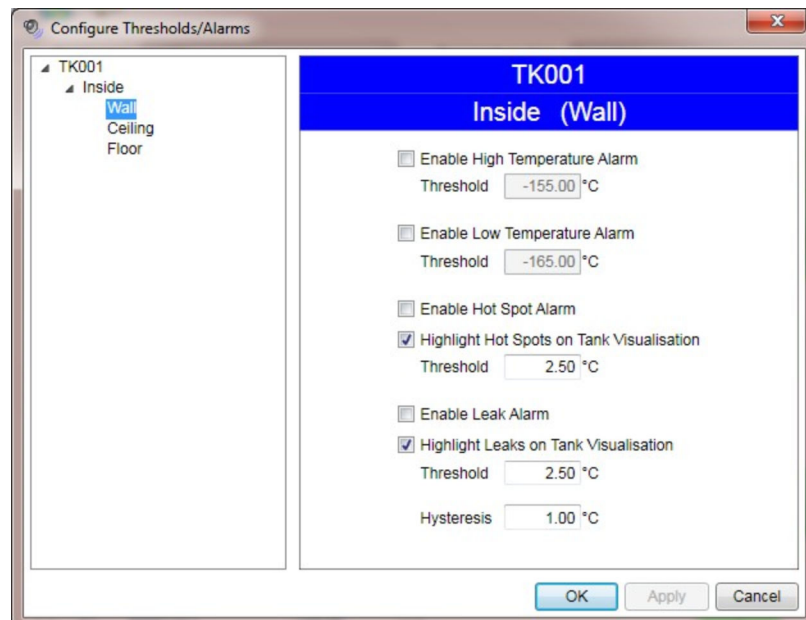 Configure Thresholds/Alarms
TK001
Inside
Wall
Ceiling
Floor
TK001
Inside (Wall)
Enable High Temperature Alarm
Threshold -155.00 °C
Enable Low Temperature Alarm
Threshold -165.00 °C
Enable Hot Spot Alarm
Highlight Hot Spots on Tank Visualisation
Threshold 2.50 °C
Enable Leak Alarm
Highlight Leaks on Tank Visualisation
Threshold 2.50 °C
Hysteresis 1.00 °C
OK Apply Cancel